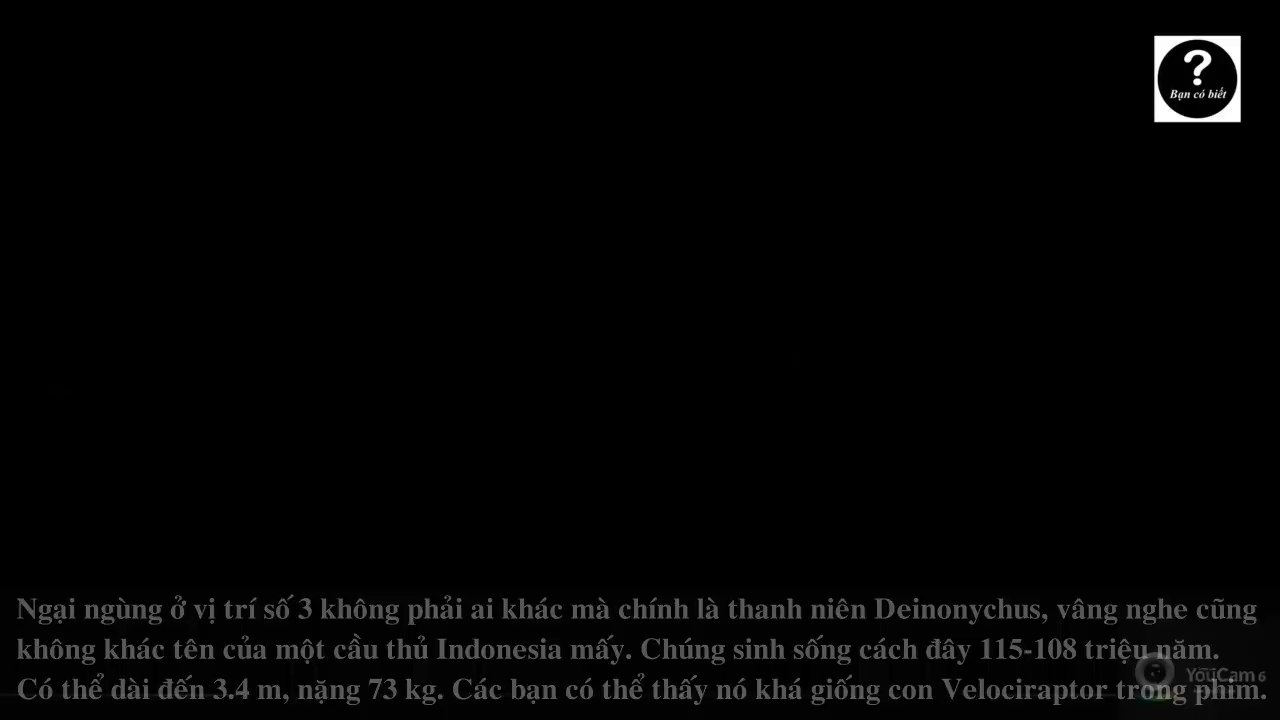 ?
Bạn có biết
Ngại ngùng ở vị trí số 3 không phải ai khác mà chính là thanh niên Deinonychus, vâng nghe cũng
không khác tên của một cầu thủ Indonesia mấy. Chúng sinh sống cách đây 115-108 triệu năm.
Có thể dài đến 3.4 m, nặng 73 kg. Các bạn có thể thấy nó khá giống con Velociraptor trong phim.
YouCam 6